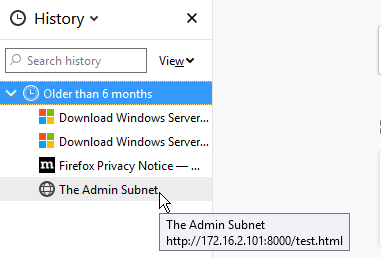 History
Search history
View
Older than 6 months
Download Windows Server...
Download Windows Server...
Firefox Privacy Notice — ...
The Admin Subnet
The Admin Subnet
http://172.16.2.101:8000/test.html